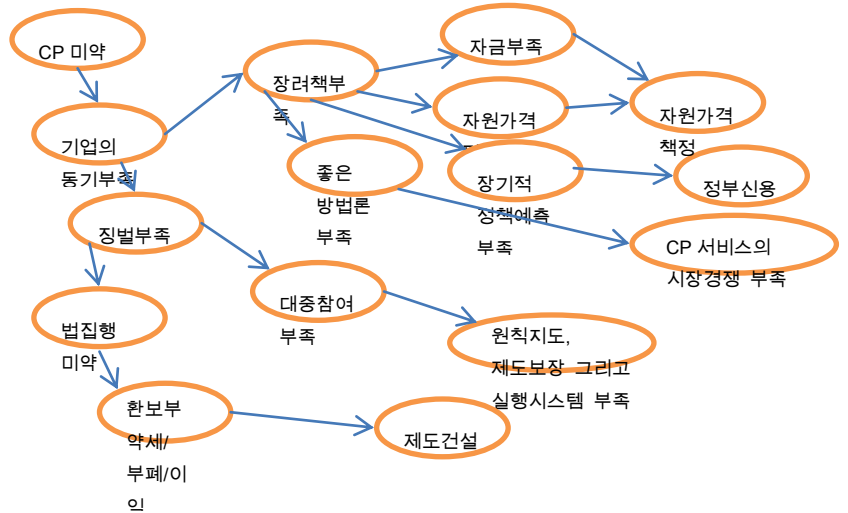 CP 미약
기업의
동기부족
장려책부
족
자금부족
자원가격
자원가격
책정
좋은
방법론
부족
장기적
정책예측
부족
정부신용
CP 서비스의
시장경쟁 부족
징벌부족
대중참여
부족
원칙지도,
제도보장 그리고
실행시스템 부족
법집행
미약
환보부
약세/
부폐/이
익
제도건설